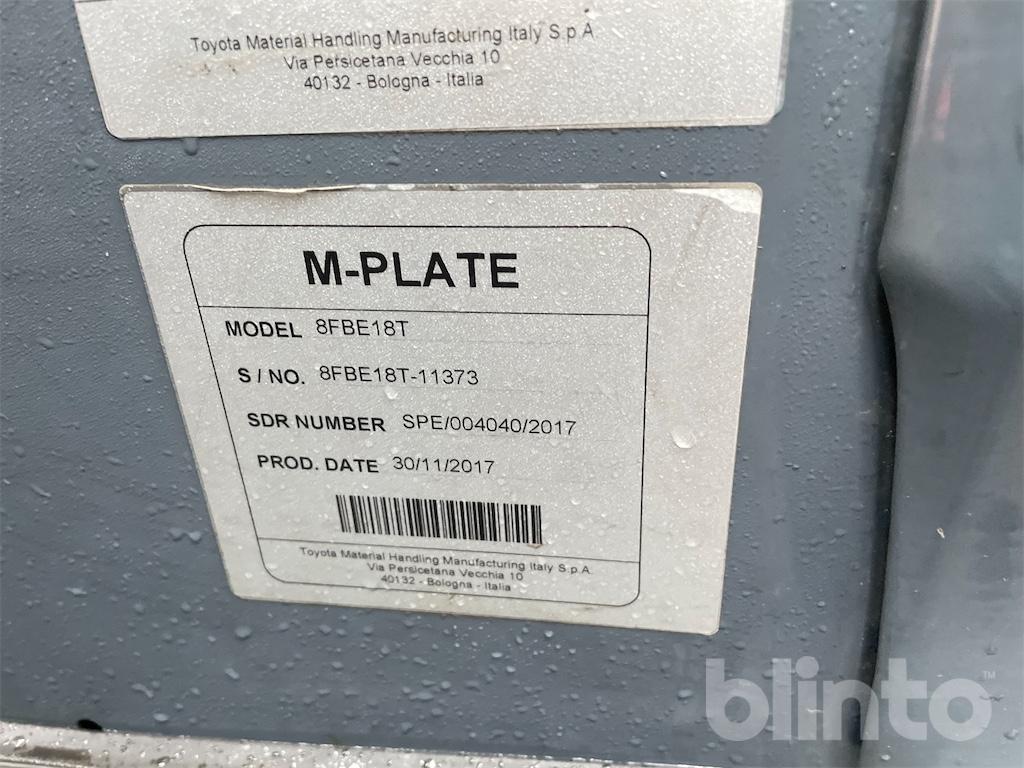 Toyota Material Handling Manufacturing Italy S.p.A
Via Persicetana Vecchia 10
40132 - Bologna - Italia
M-PLATE
MODEL 8FBE18T
S / NO. 8FBE18T-11373
SDR NUMBER SPE/004040/2017
PROD. DATE 30/11/2017
Toyota Material Handling Manufacturing Italy S.p.A.
Via Persicetana Vecchia 10
40132 - Bologna - Italia
blinto™